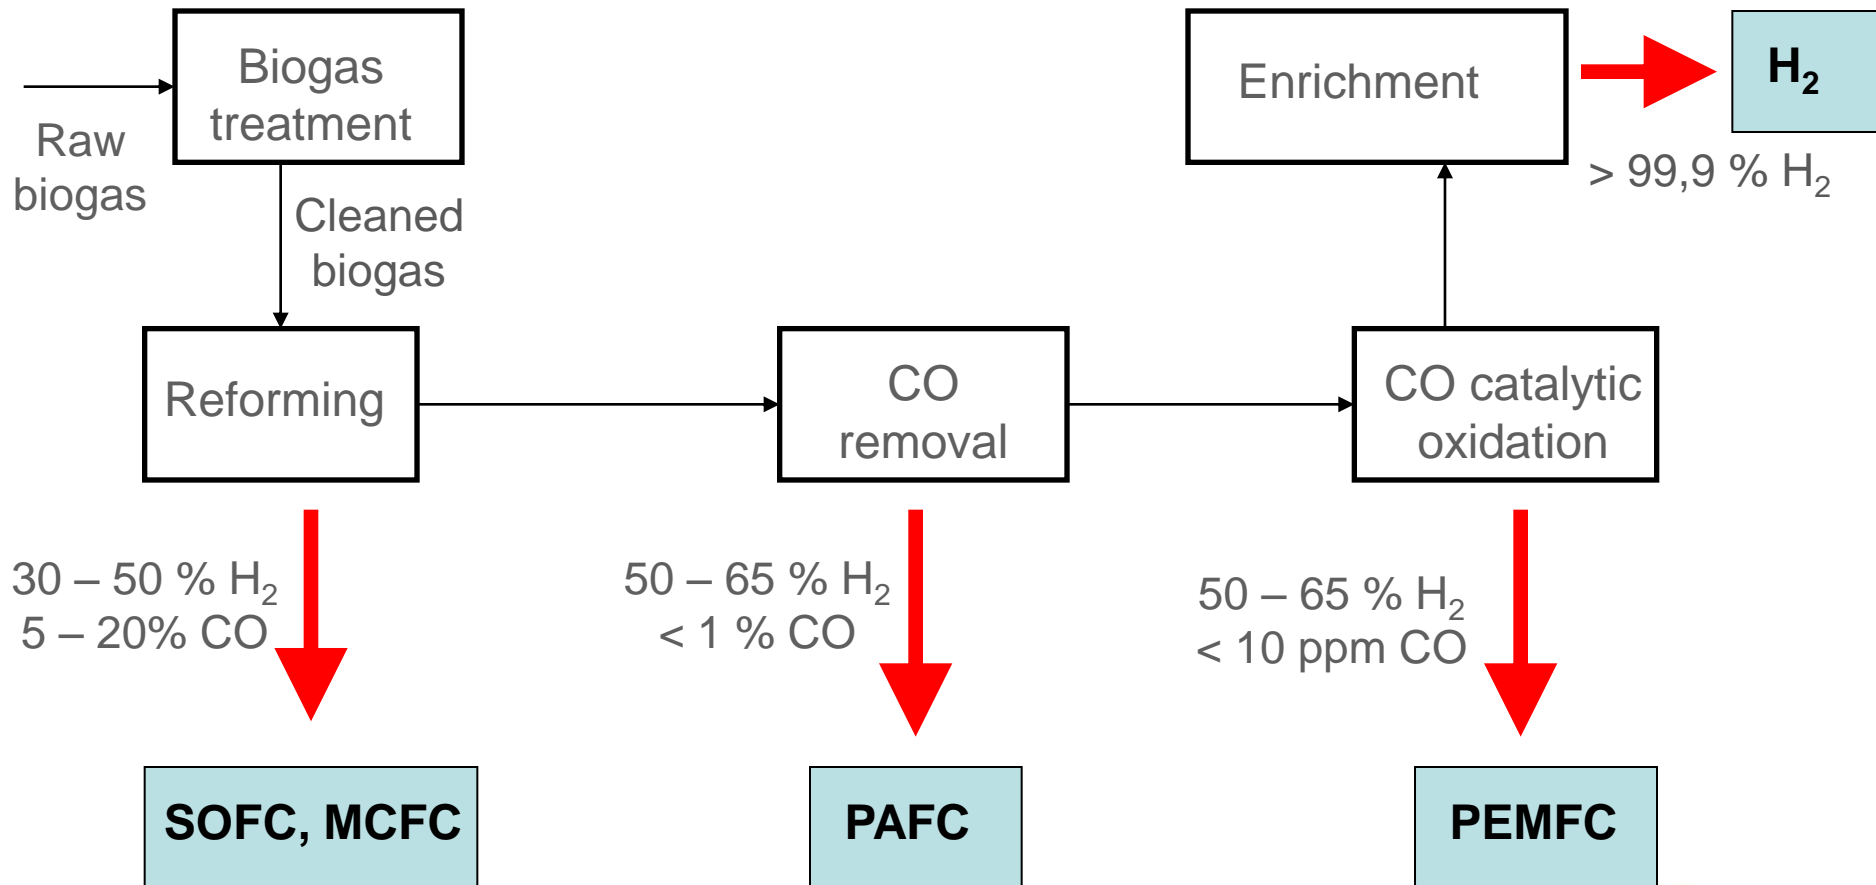 Biogas
treatment
Raw
biogas
Cleaned
biogas
Enrichment
H₂
> 99,9 % H₂
Reforming
CO
removal
CO catalytic
oxidation
30 – 50 % H₂
5 – 20% CO
50 – 65 % H₂
< 1 % CO
50 – 65 % H₂
< 10 ppm CO
SOFC, MCFC
PAFC
PEMFC